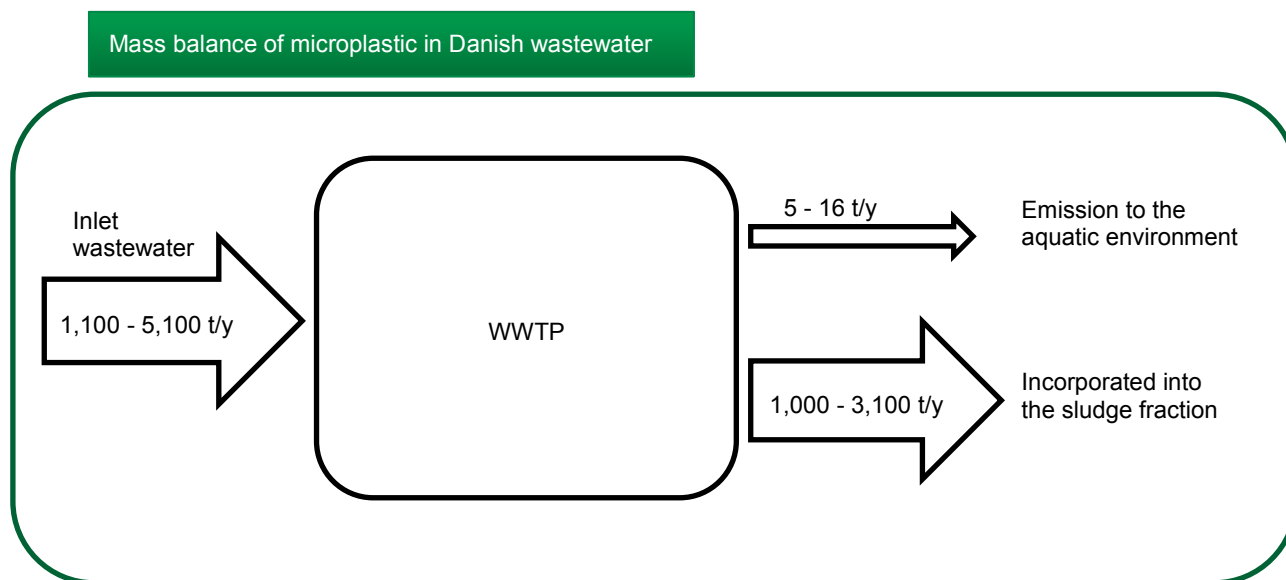 Mass balance of microplastic in Danish wastewater
Inlet
wastewater
1,100 - 5,100 t/y
WWTP
5 - 16 t/y
Emission to the
aquatic environment
1,000 - 3,100 t/y
Incorporated into
the sludge fraction